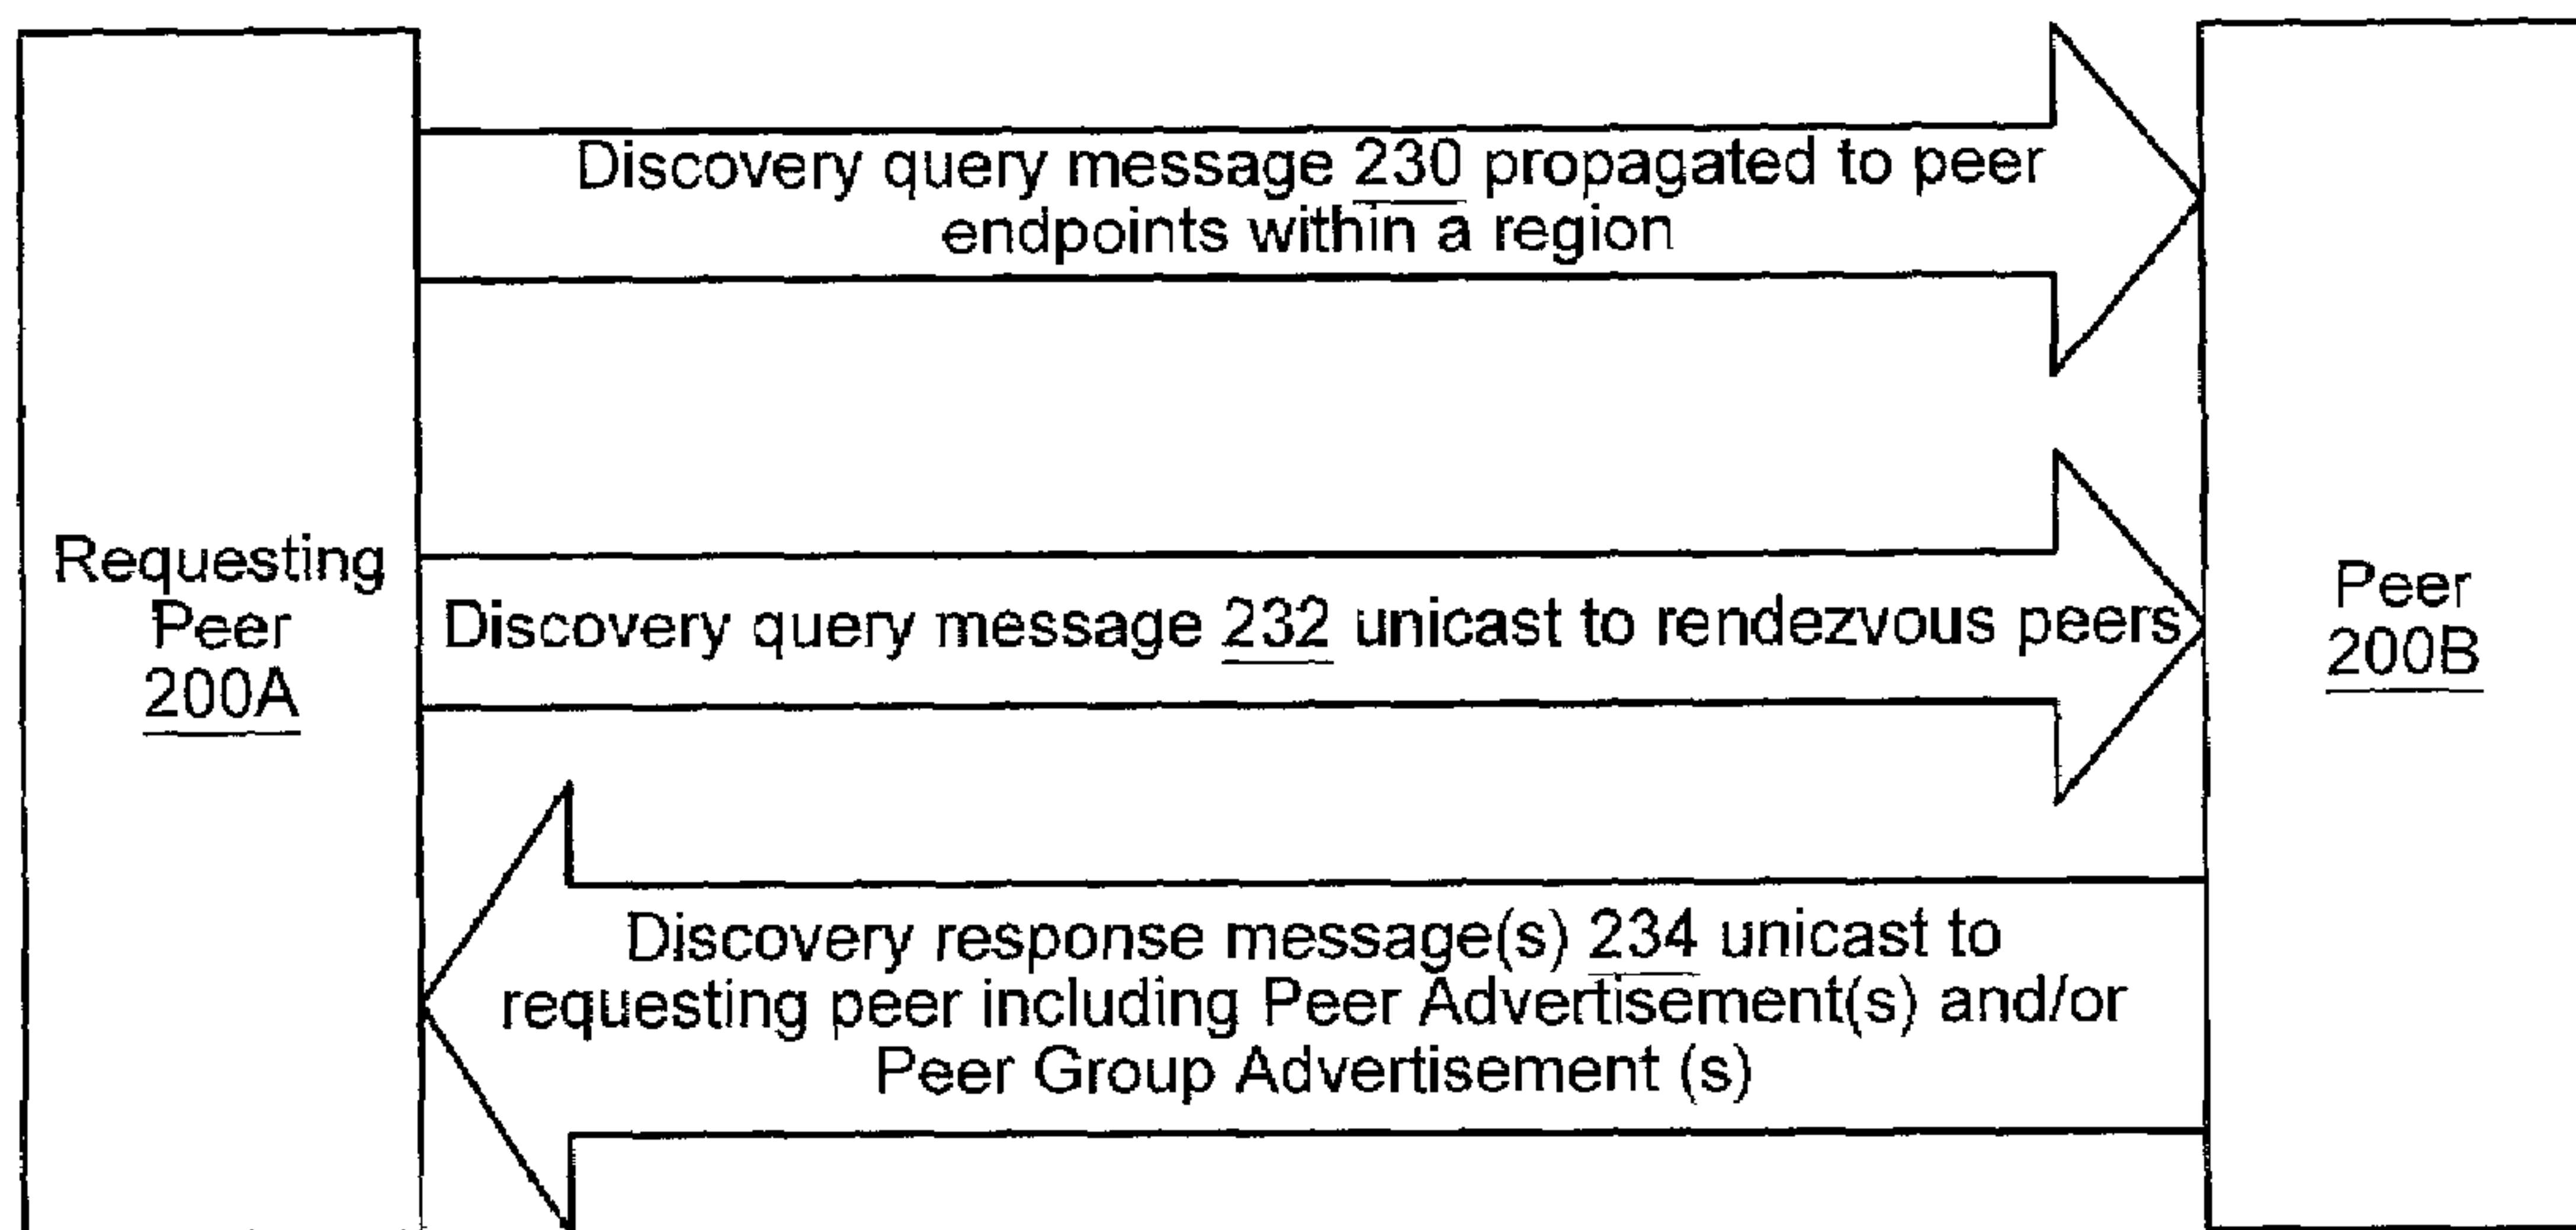 Discovery query message 230 propagated to peer
endpoints within a region
Requesting
Peer
200A
Discovery query message 232 unicast to rendezvous peers
Peer
200B
Discovery response message(s) 234 unicast to
requesting peer including Peer Advertisement(s) and/or
Peer Group Advertisement (s)